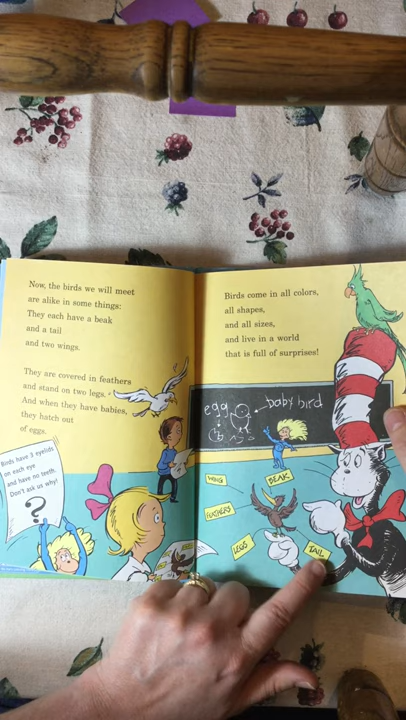 Now, the birds we will meet
are alike in some things:
They each have a beak
and a tail
and two wings.
They are covered in feathers
and stand on two legs.
And when they have babies,
they hatch out
of eggs.
Birds have 3 eyelids
on each eye
and have no teeth.
Don't ask us why!
?
Birds come in all colors,
all shapes,
and all sizes,
and live in a world
that is full of surprises!
egg
baby bird
WING
BEAK
FEATHERS
LEGS
TAIL